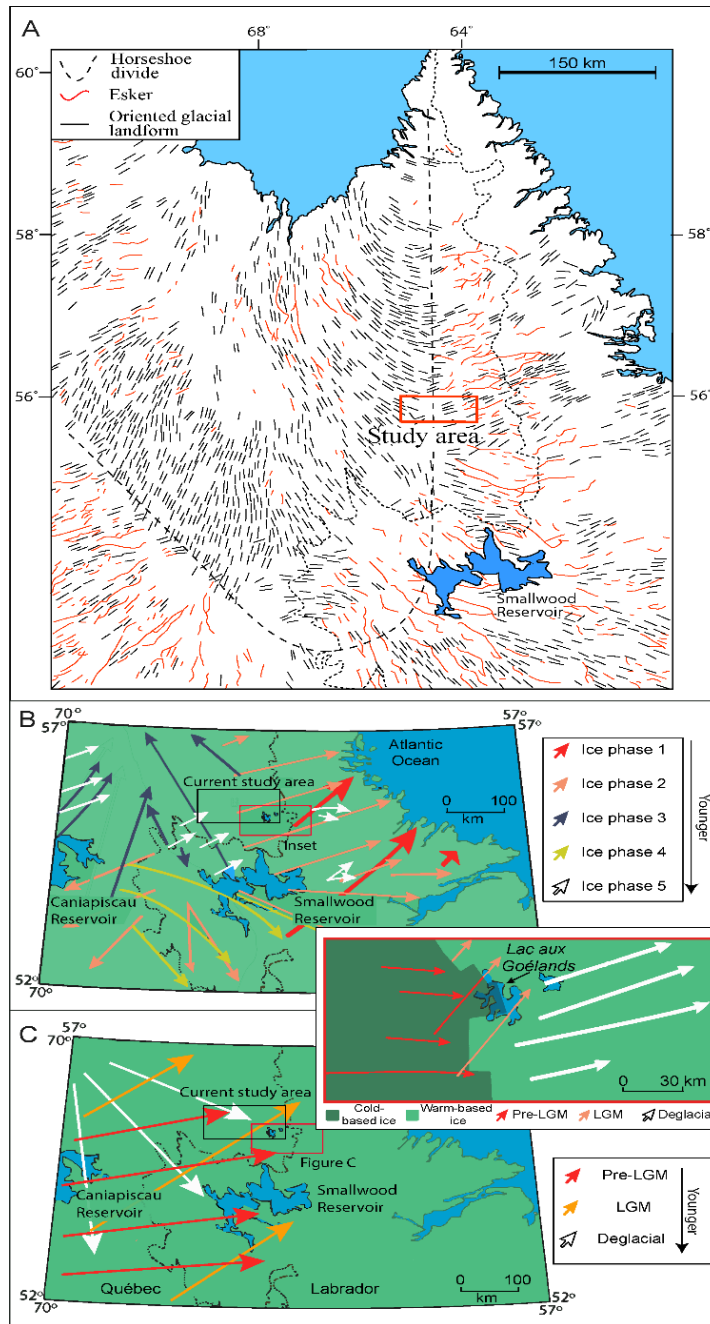 A
68°
64°
60°
58°
56°
58°
56°
Horseshoe
divide
Esker
Oriented glacial
landform
150 km
Study area
Smallwood
Reservoir
B
70°
57°
57°
Atlantic
Ocean
Current study area
0 100
km
Inset
Caniapiscau
Reservoir
Smallwood
Reservoir
52°
70°
Ice phase 1
Ice phase 2
Ice phase 3
Ice phase 4
Ice phase 5
Younger
Lac aux
Goélands
0 30 km
Cold-
based ice
Warm-based
ice
Pre-LGM
LGM
Deglacial
C
57°
70°
Current study area
Figure C
Caniapiscau
Reservoir
Smallwood
Reservoir
Québec
Labrador
0 100
km
52°
70°
52°
57°
Pre-LGM
LGM
Deglacial
Younger